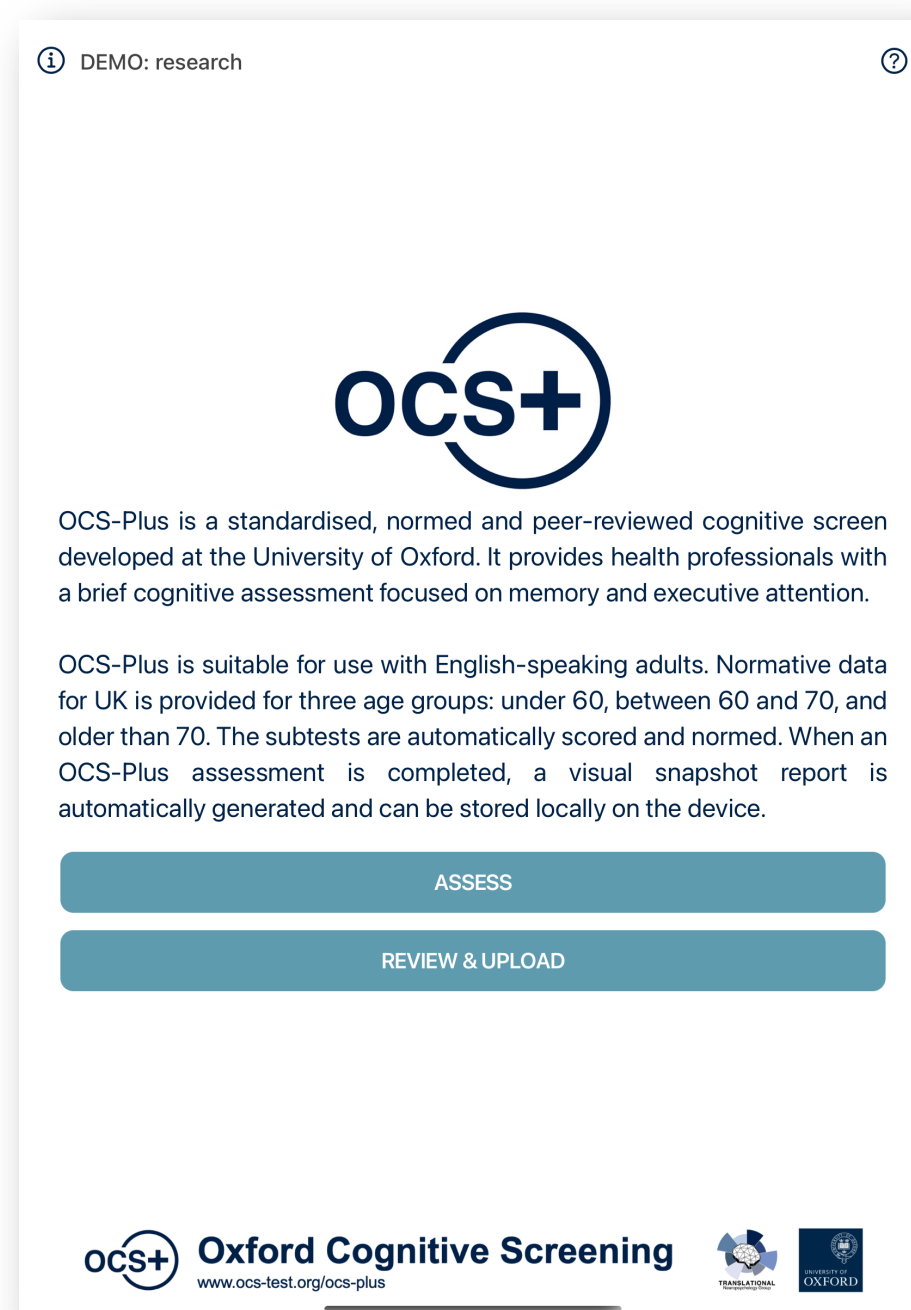 DEMO: research
OCS+
OCS-Plus is a standardised, normed and peer-reviewed cognitive screen
developed at the University of Oxford. It provides health professionals with
a brief cognitive assessment focused on memory and executive attention.
OCS-Plus is suitable for use with English-speaking adults. Normative data
for UK is provided for three age groups: under 60, between 60 and 70, and
older than 70. The subtests are automatically scored and normed. When an
OCS-Plus assessment is completed, a visual snapshot report is
automatically generated and can be stored locally on the device.
ASSESS
REVIEW & UPLOAD
OCS+
Oxford Cognitive Screening
www.ocs-test.org/ocs-plus
TRANSLATIONAL
Neuropsychology Group
UNIVERSITY OF
OXFORD